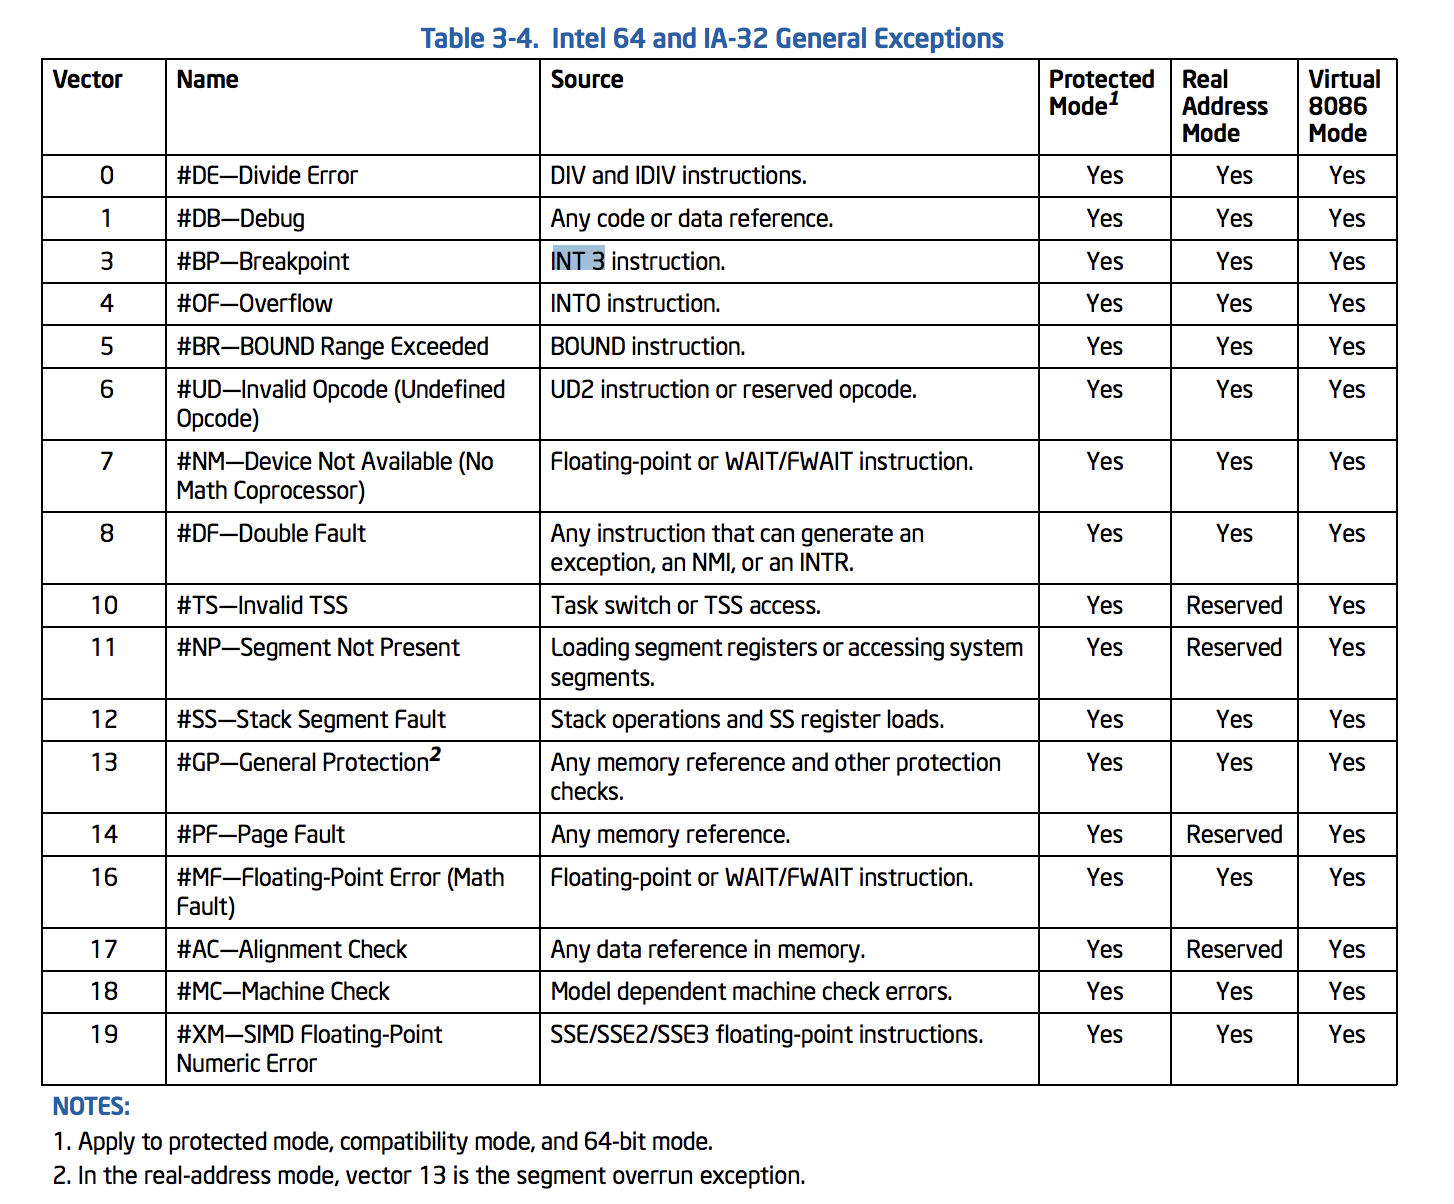 Table 3-4. Intel 64 and IA-32 General Exceptions
Vector Name Source Protected Mode1 Real Address Mode Virtual 8086 Mode
0 #DE—Divide Error DIV and IDIV instructions. Yes Yes Yes
1 #DB—Debug Any code or data reference. Yes Yes Yes
3 #BP—Breakpoint INT 3 instruction. Yes Yes Yes
4 #OF—Overflow INTO instruction. Yes Yes Yes
5 #BR—BOUND Range Exceeded BOUND instruction. Yes Yes Yes
6 #UD—Invalid Opcode (Undefined Opcode) UD2 instruction or reserved opcode. Yes Yes Yes
7 #NM—Device Not Available (No Math Coprocessor) Floating-point or WAIT/FWAIT instruction. Yes Yes Yes
8 #DF—Double Fault Any instruction that can generate an exception, an NMI, or an INTR. Yes Yes Yes
10 #TS—Invalid TSS Task switch or TSS access. Yes Reserved Yes
11 #NP—Segment Not Present Loading segment registers or accessing system segments. Yes Reserved Yes
12 #SS—Stack Segment Fault Stack operations and SS register loads. Yes Yes Yes
13 #GP—General Protection2 Any memory reference and other protection checks. Yes Yes Yes
14 #PF—Page Fault Any memory reference. Yes Reserved Yes
16 #MF—Floating-Point Error (Math Fault) Floating-point or WAIT/FWAIT instruction. Yes Yes Yes
17 #AC—Alignment Check Any data reference in memory. Yes Reserved Yes
18 #MC—Machine Check Model dependent machine check errors. Yes Yes Yes
19 #XM—SIMD Floating-Point Numeric Error SSE/SSE2/SSE3 floating-point instructions. Yes Yes Yes
NOTES:
1. Apply to protected mode, compatibility mode, and 64-bit mode.
2. In the real-address mode, vector 13 is the segment overrun exception.